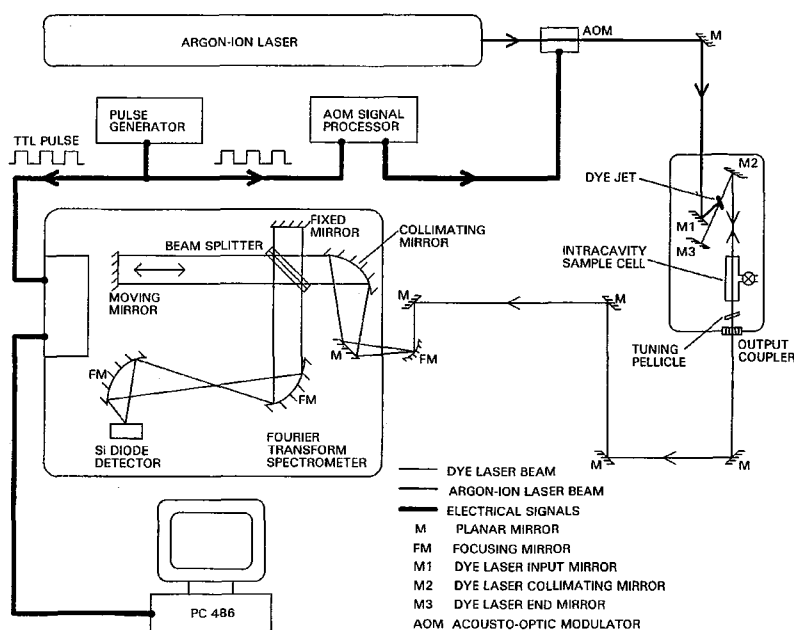 ARGON-ION LASER
AOM
M
PULSE
GENERATOR
AOM SIGNAL
PROCESSOR
TTL PULSE
M2
DYE JET
M1
M3
INTRACAVITY
SAMPLE CELL
TUNING
PELLICLE
OUTPUT
COUPLER
FIXED
MIRROR
BEAM SPLITTER
COLLIMATING
MIRROR
MOVING
MIRROR
M
M
M
FM
FM
FM
SI DIODE
DETECTOR
FOURIER
TRANSFORM
SPECTROMETER
M
M
DYE LASER BEAM
ARGON-ION LASER BEAM
ELECTRICAL SIGNALS
M PLANAR MIRROR
FM FOCUSING MIRROR
M1 DYE LASER INPUT MIRROR
M2 DYE LASER COLLIMATING MIRROR
M3 DYE LASER END MIRROR
AOM ACOUSTO-OPTIC MODULATOR
PC 486